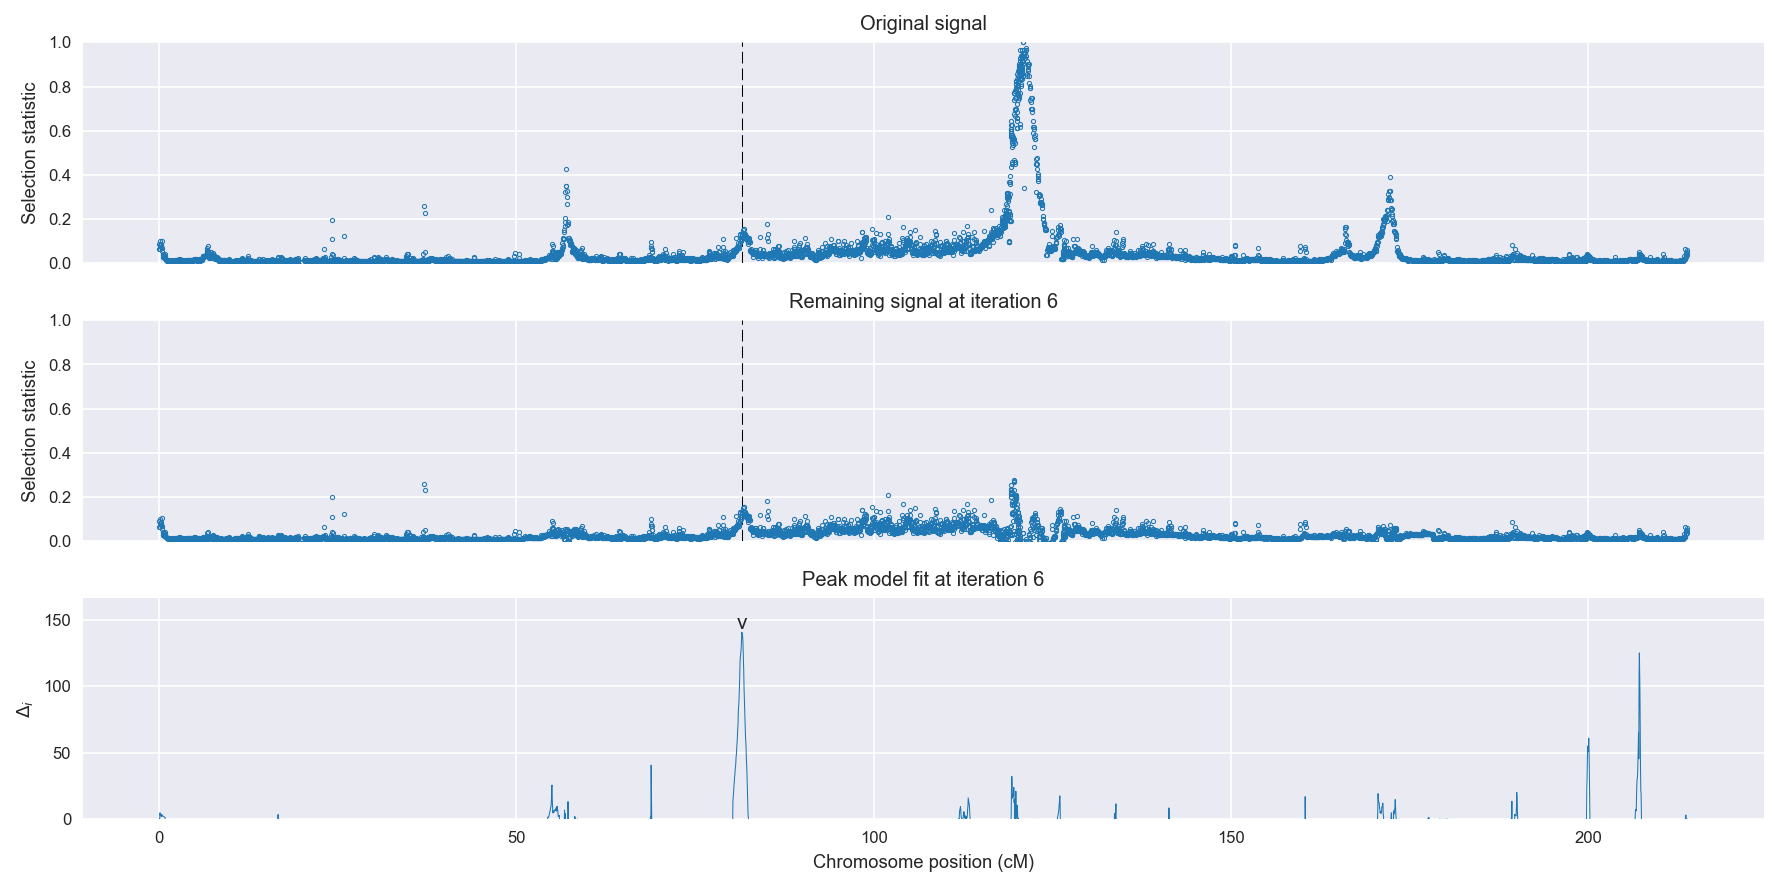 Original signal
Selection statistic
1.0
0.8
0.6
0.4
0.2
0.0
Remaining signal at iteration 6
Selection statistic
1.0
0.8
0.6
0.4
0.2
0.0
Peak model fit at iteration 6
Δi
150
100
50
0
v
0 50 100 150 200
Chromosome position (cM)